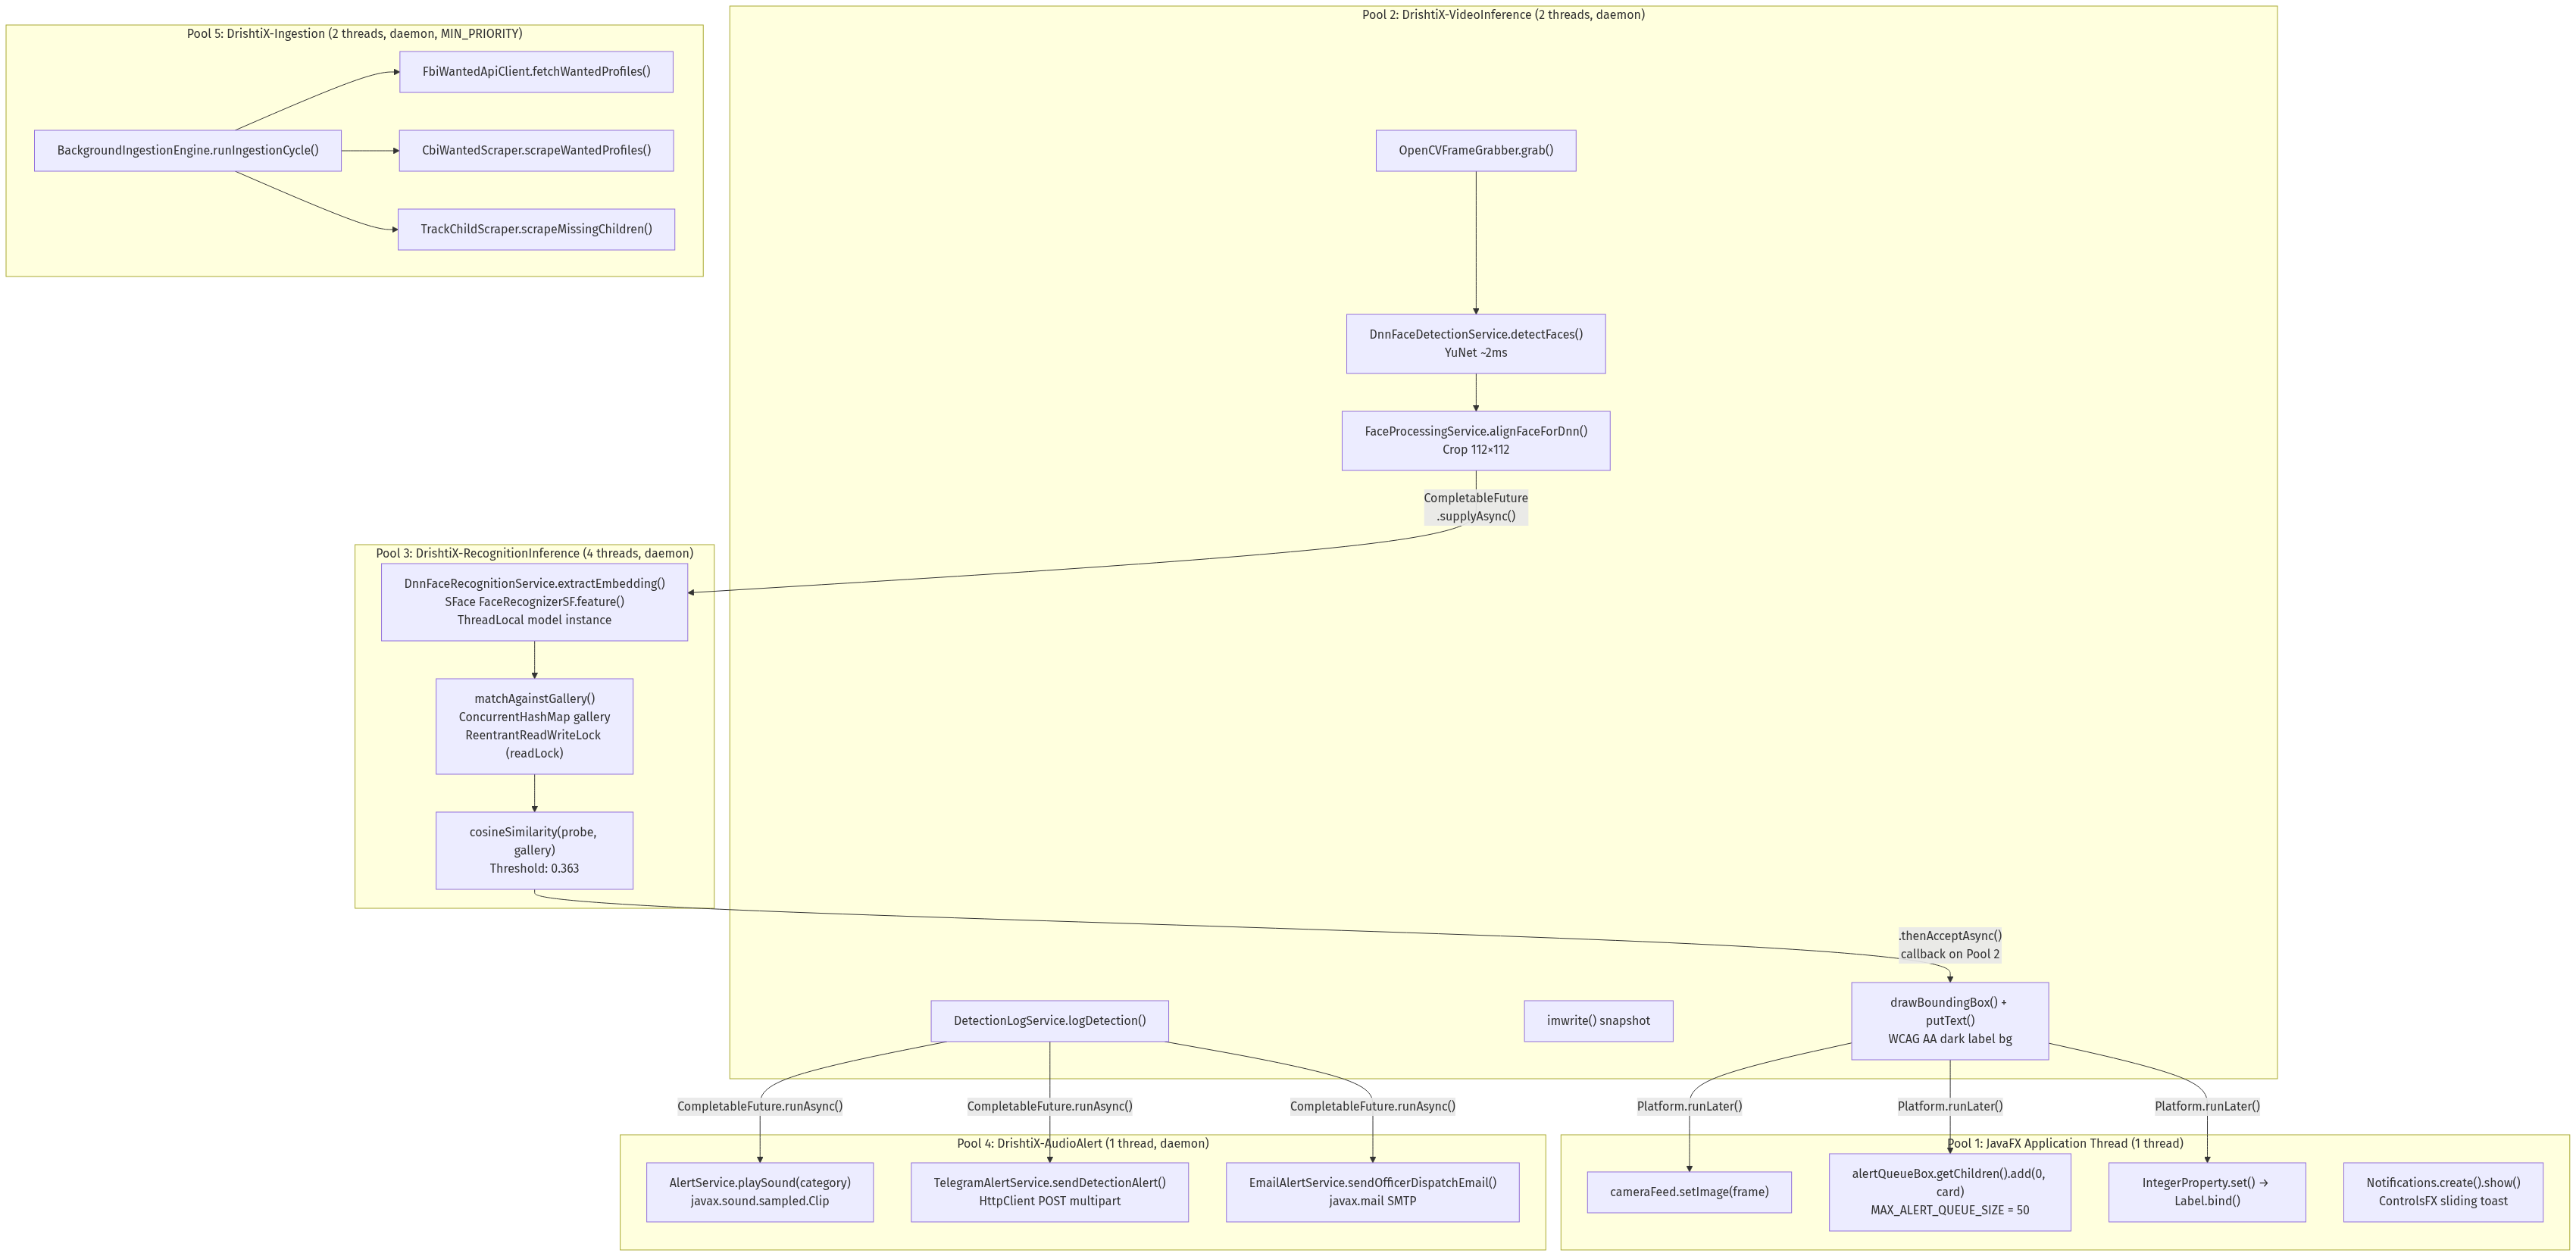 Pool 2: DrishtiX-VideoInference (2 threads, daemon)
Pool 5: DrishtiX-Ingestion (2 threads, daemon, MIN_PRIORITY)
FbiWantedApiClient.fetchWantedProfiles()
BackgroundIngestionEngine.runIngestionCycle()
CbiWantedScraper.scrapeWantedProfiles()
TrackChildScraper.scrapeMissingChildren()
OpenCVFrameGrabber.grab()
DnnFaceDetectionService.detectFaces()
YuNet ~2ms
FaceProcessingService.alignFaceForDnn()
Crop 112×112
CompletableFuture
.supplyAsync()
Pool 3: DrishtiX-RecognitionInference (4 threads, daemon)
DnnFaceRecognitionService.extractEmbedding()
SFace FaceRecognizerSF.feature()
ThreadLocal model instance
matchAgainstGallery()
ConcurrentHashMap gallery
ReentrantReadWriteLock
(readLock)
cosineSimilarity(probe,
gallery)
Threshold: 0.363
.thenAcceptAsync()
callback on Pool 2
DetectionLogService.logDetection()
imwrite() snapshot
drawBoundingBox() +
putText()
WCAG AA dark label bg
CompletableFuture.runAsync()
CompletableFuture.runAsync()
CompletableFuture.runAsync()
Platform.runLater()
Platform.runLater()
Platform.runLater()
Pool 4: DrishtiX-AudioAlert (1 thread, daemon)
AlertService.playSound(category)
javax.sound.sampled.Clip
TelegramAlertService.sendDetectionAlert()
HttpClient POST multipart
EmailAlertService.sendOfficerDispatchEmail()
javax.mail SMTP
Pool 1: JavaFX Application Thread (1 thread)
cameraFeed.setImage(frame)
alertQueueBox.getChildren().add(0,
card)
MAX_ALERT_QUEUE_SIZE = 50
IntegerProperty.set() →
Label.bind()
Notifications.create().show()
ControlsFX sliding toast